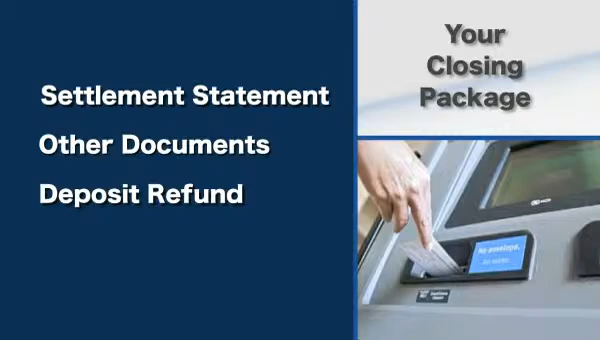 Settlement Statement
Other Documents
Deposit Refund
Your
Closing
Package
No envelope.